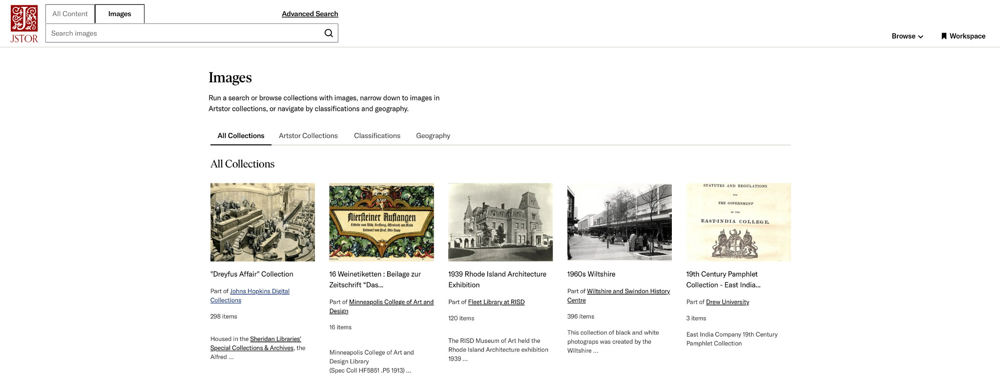 All Content
Images
Advanced Search
Search images
JSTOR
Browse
Workspace
Images
Run a search or browse collections with images, narrow down to images in
Artstor collections, or navigate by classifications and geography.
All Collections
Artstor Collections
Classifications
Geography
All Collections
Niersteiner Auflangen
Etikette von Wilh. Gerstung, Offenbach am Main
Entwurf von Prof. Otto Hupp
STATUTES AND REGULATIONS
FOR
THE GOVERNMENT
OF THE
EAST-INDIA COLLEGE.
"Dreyfus Affair" Collection
Part of Johns Hopkins Digital
Collections
298 items
Housed in the Sheridan Libraries'
Special Collections & Archives, the
Alfred ...
16 Weinetiketten : Beilage zur
Zeitschrift “Das...
Part of Minneapolis College of Art and
Design
16 items
Minneapolis College of Art and
Design Library
(Spec Coll HF5851 .P5 1913) ...
1939 Rhode Island Architecture
Exhibition
Part of Fleet Library at RISD
120 items
The RISD Museum of Art held the
Rhode Island Architecture exhibition
1939 ...
1960s Wiltshire
Part of Wiltshire and Swindon History
Centre
396 items
This collection of black and white
photograps was created by the
Wiltshire ...
19th Century Pamphlet
Collection - East India...
Part of Drew University
3 items
East India Company 19th Century
Pamphlet Collection